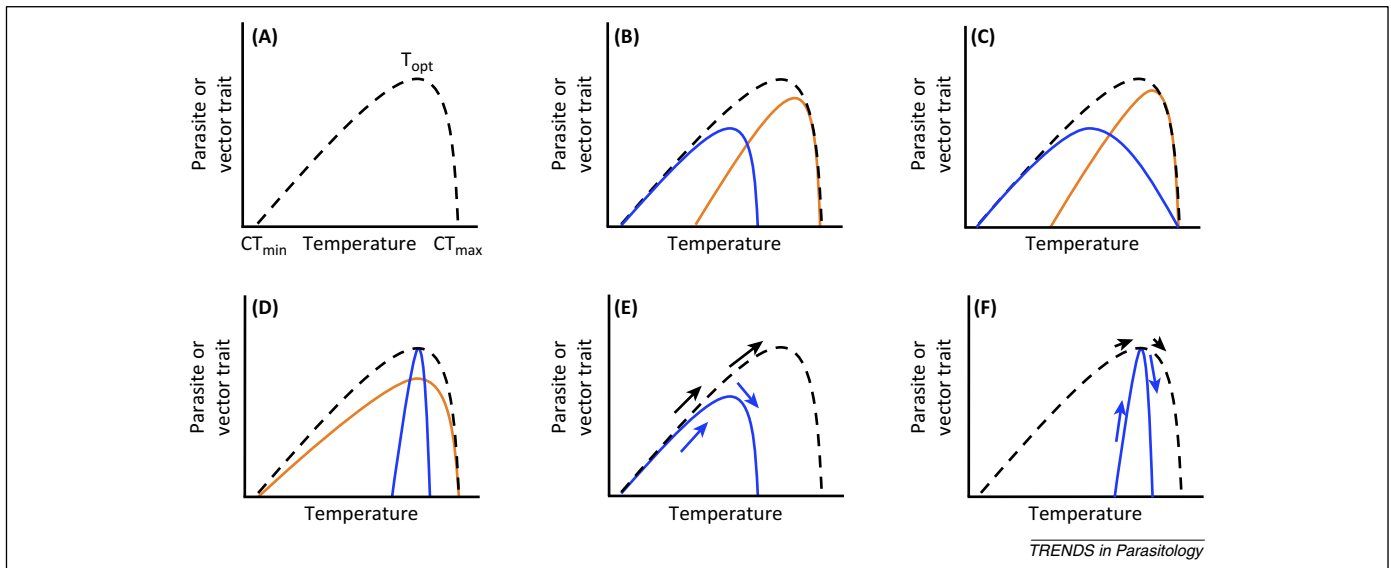 (A)
T_opt
Parasite or
vector trait
CT_min Temperature CT_max
(B)
Parasite or
vector trait
Temperature
(C)
Parasite or
vector trait
Temperature
(D)
Parasite or
vector trait
Temperature
(E)
Parasite or
vector trait
Temperature
(F)
Parasite or
vector trait
Temperature
TRENDS in Parasitology